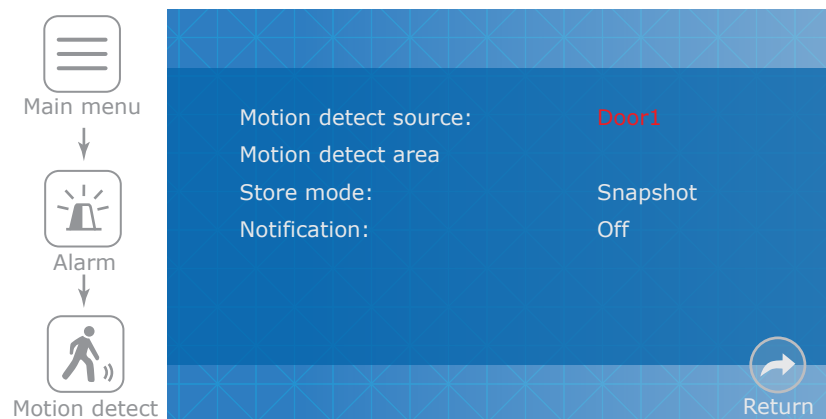 Main menu
Alarm
Motion detect
Motion detect source: Door1
Motion detect area
Store mode: Snapshot
Notification: Off
Return